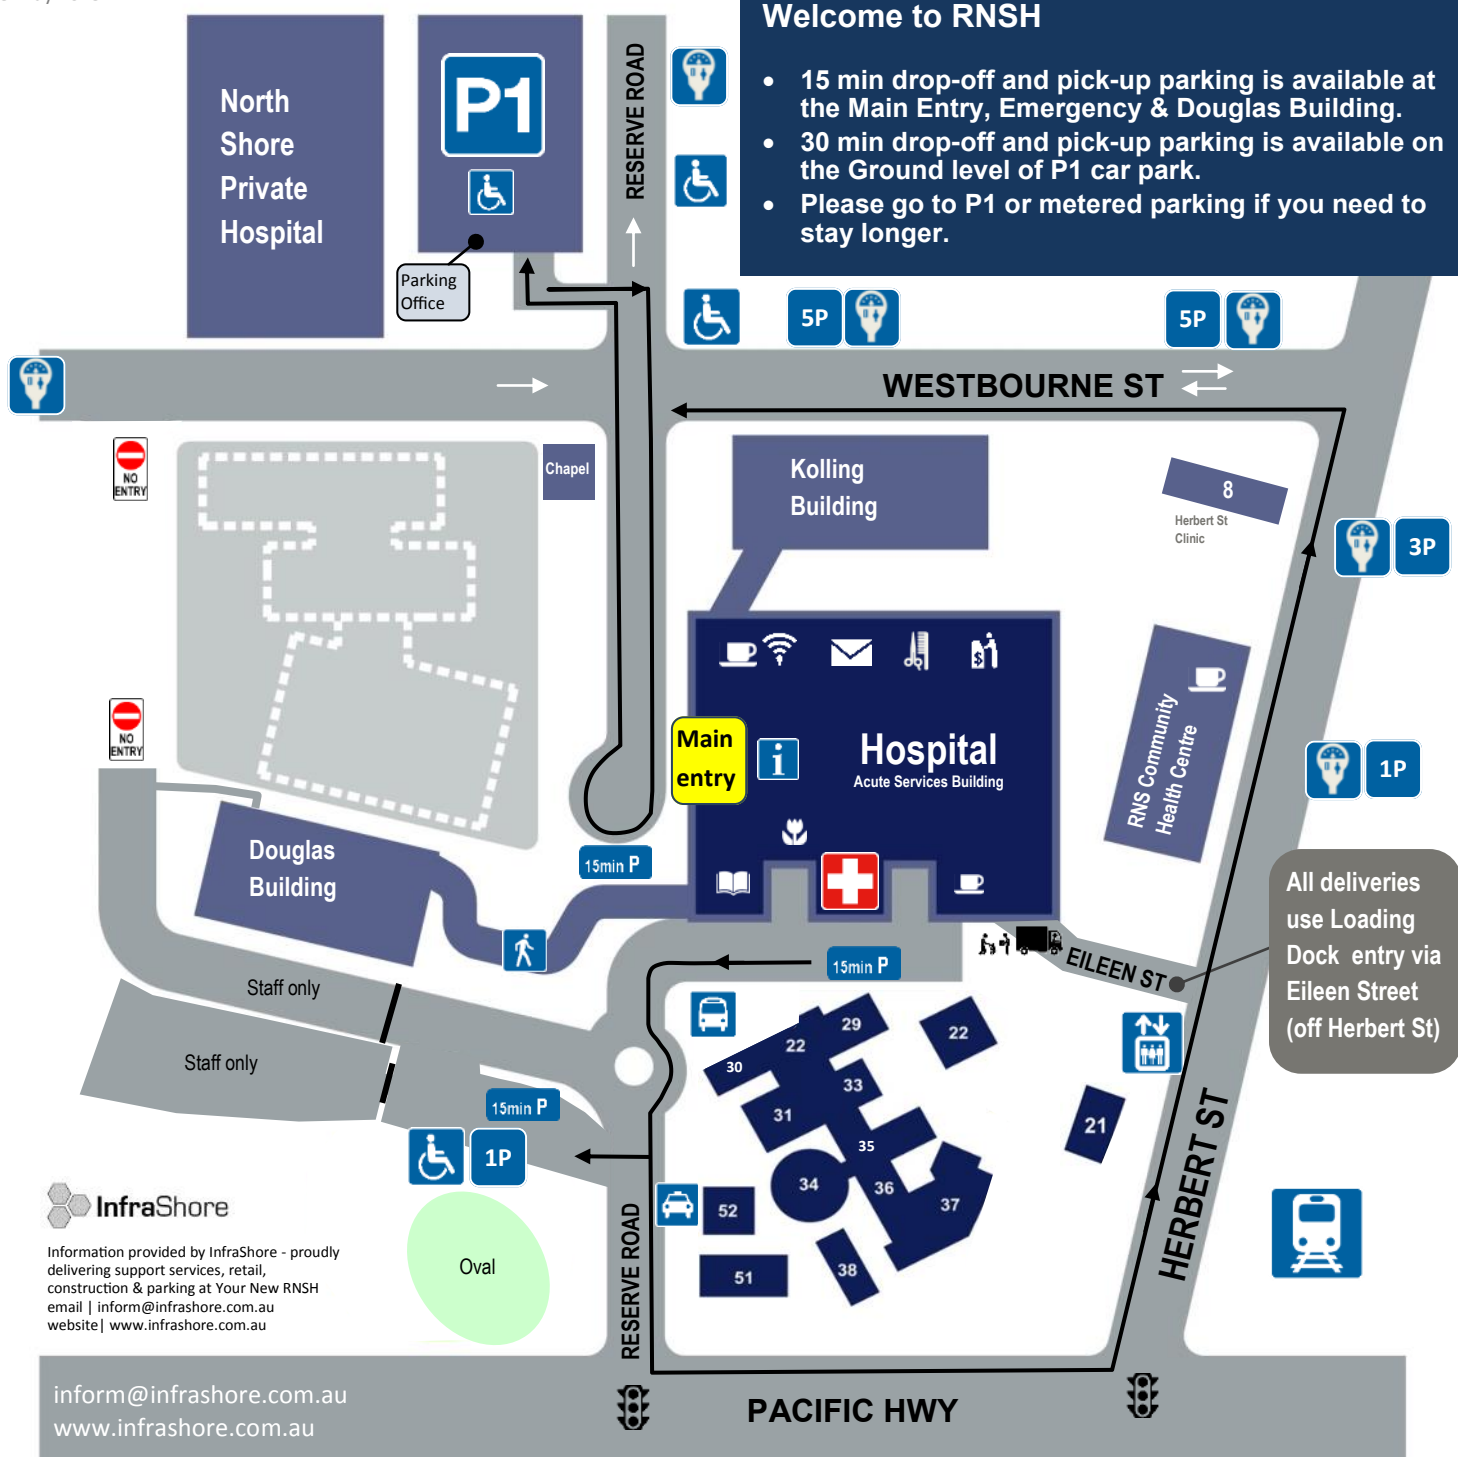 Welcome to RNSH
• 15 min drop-off and pick-up parking is available at
the Main Entry, Emergency & Douglas Building.
• 30 min drop-off and pick-up parking is available on
the Ground level of P1 car park.
• Please go to P1 or metered parking if you need to
stay longer.
North
Shore
Private
Hospital
P1
Parking
Office
RESERVE ROAD
5P
5P
WESTBOURNE ST
NO
ENTRY
Chapel
Kolling
Building
8
Herbert St
Clinic
3P
$
Main
entry
i
Hospital
Acute Services Building
RNS Community
Health Centre
1P
NO
ENTRY
Douglas
Building
15min P
All deliveries
use Loading
Dock entry via
Eileen Street
(off Herbert St)
EILEEN ST
15min P
Staff only
Staff only
29
22
22
30
33
31
35
21
15min P
1P
34
36
37
52
38
51
HERBERT ST
RESERVE ROAD
InfraShore
Information provided by InfraShore - proudly
delivering support services, retail,
construction & parking at Your New RNSH
email | inform@infrashore.com.au
website| www.infrashore.com.au
Oval
inform@infrashore.com.au
www.infrashore.com.au
PACIFIC HWY